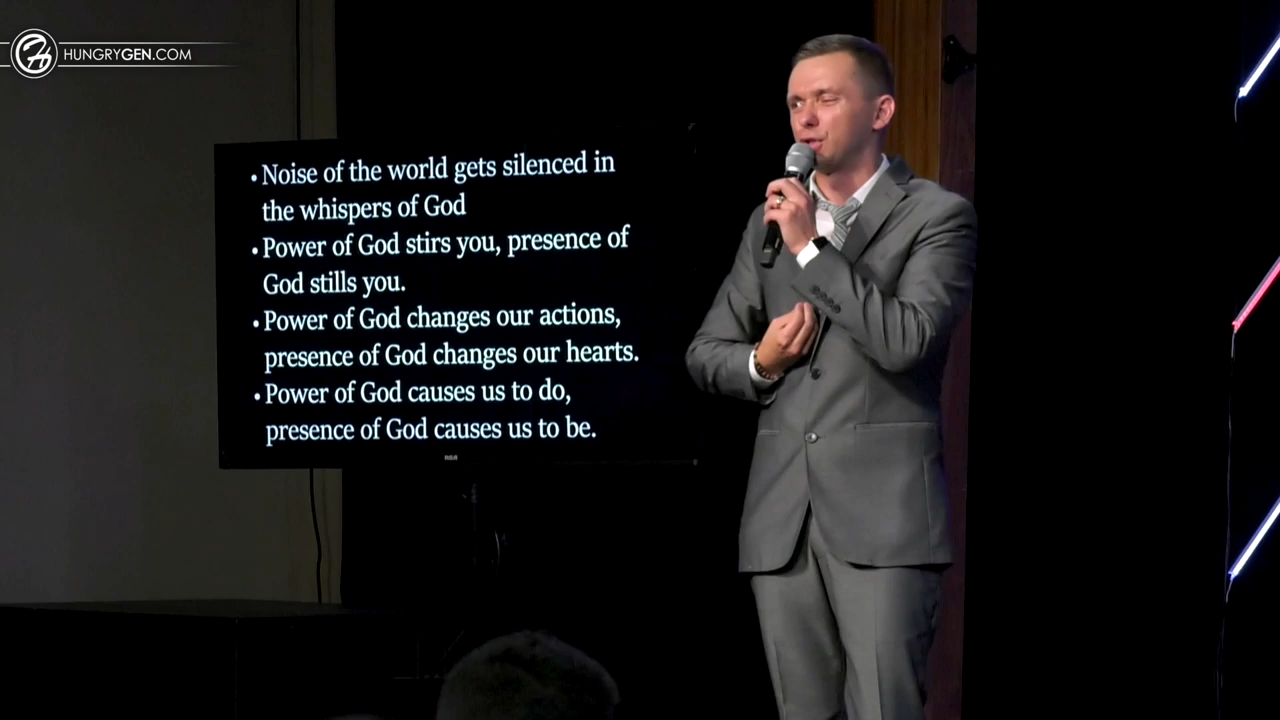 HUNGRYGEN.COM
• Noise of the world gets silenced in
the whispers of God
• Power of God stirs you, presence of
God stills you.
• Power of God changes our actions,
presence of God changes our hearts.
• Power of God causes us to do,
presence of God causes us to be.
RCA